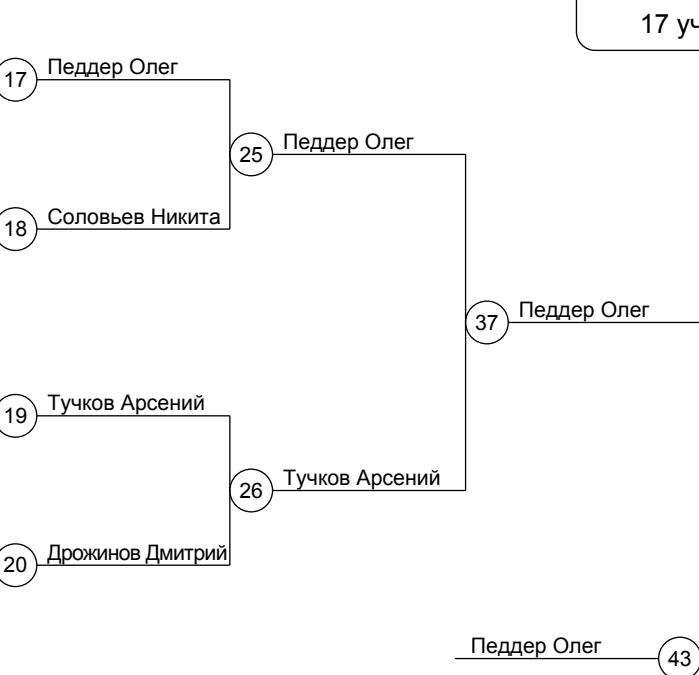 17
17 Педдер Олег
25 Педдер Олег
18 Соловьев Никита
37 Педдер Олег
19 Тучков Арсений
26 Тучков Арсений
20 Дрожинов Дмитрий
Педдер Олег 43